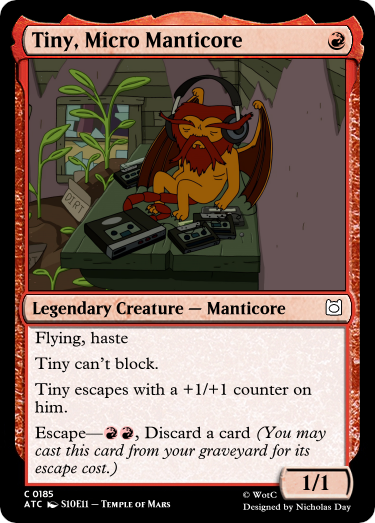 Tiny, Micro Manticore
DIRT
Legendary Creature — Manticore
Flying, haste
Tiny can't block.
Tiny escapes with a +1/+1 counter on
him.
Escape—, Discard a card (You may
cast this card from your graveyard for its
escape cost.)
1/1
C 0185
ATC S10E11 – Temple of Mars
© WotC
Designed by Nicholas Day